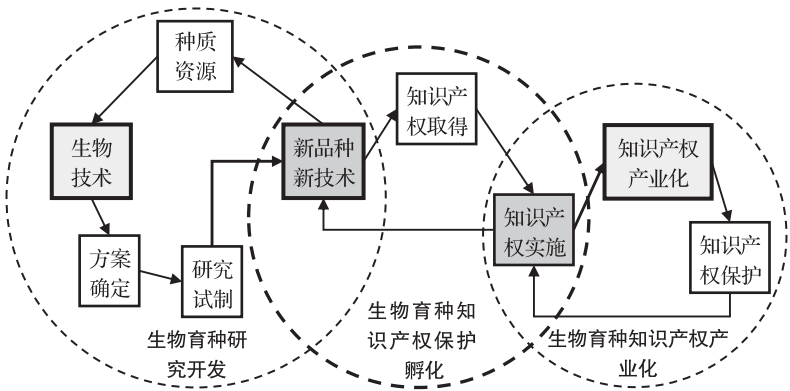 种质
资源
生物
技术
方案
确定
研究
试制
新品种
新技术
知识产
权取得
知识产
权实施
知识产权
产业化
知识产
权保护
生物育种研
究开发
生物育种知
识产权保护
孵化
生物育种知识产权产
业化